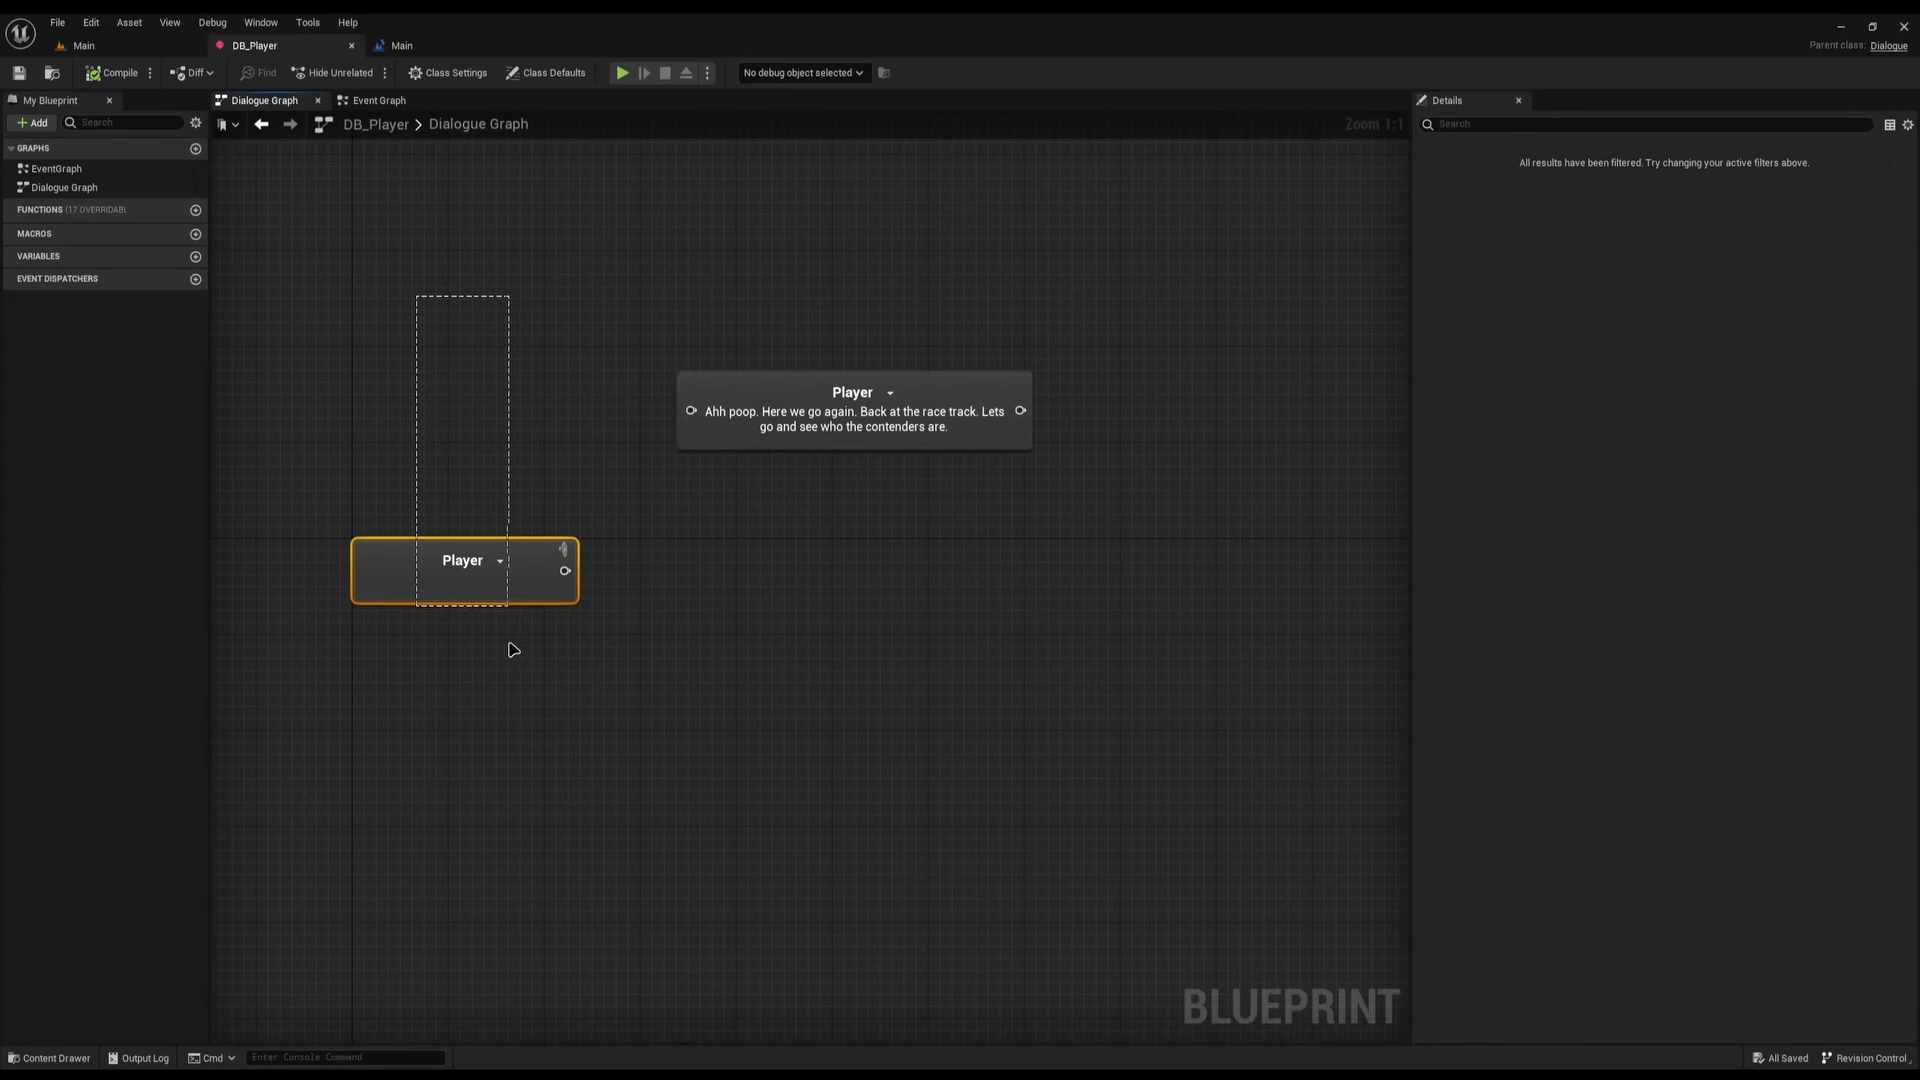 File Edit Asset View Debug Window Tools Help
Main DB_Player Main
Parent class: Dialogue
Compile Diff Find Hide Unrelated Class Settings Class Defaults No debug object selected
My Blueprint
Add Search
GRAPHS
EventGraph
Dialogue Graph
FUNCTIONS (17 OVERRIDABL
MACROS
VARIABLES
EVENT DISPATCHERS
Dialogue Graph Event Graph
DB_Player > Dialogue Graph
Zoom 1:1
Player
Ahh poop. Here we go again. Back at the race track. Lets
go and see who the contenders are.
Player
BLUEPRINT
Details
Search
All results have been filtered. Try changing your active filters above.
Content Drawer Output Log Cmd Enter Console Command
All Saved Revision Control